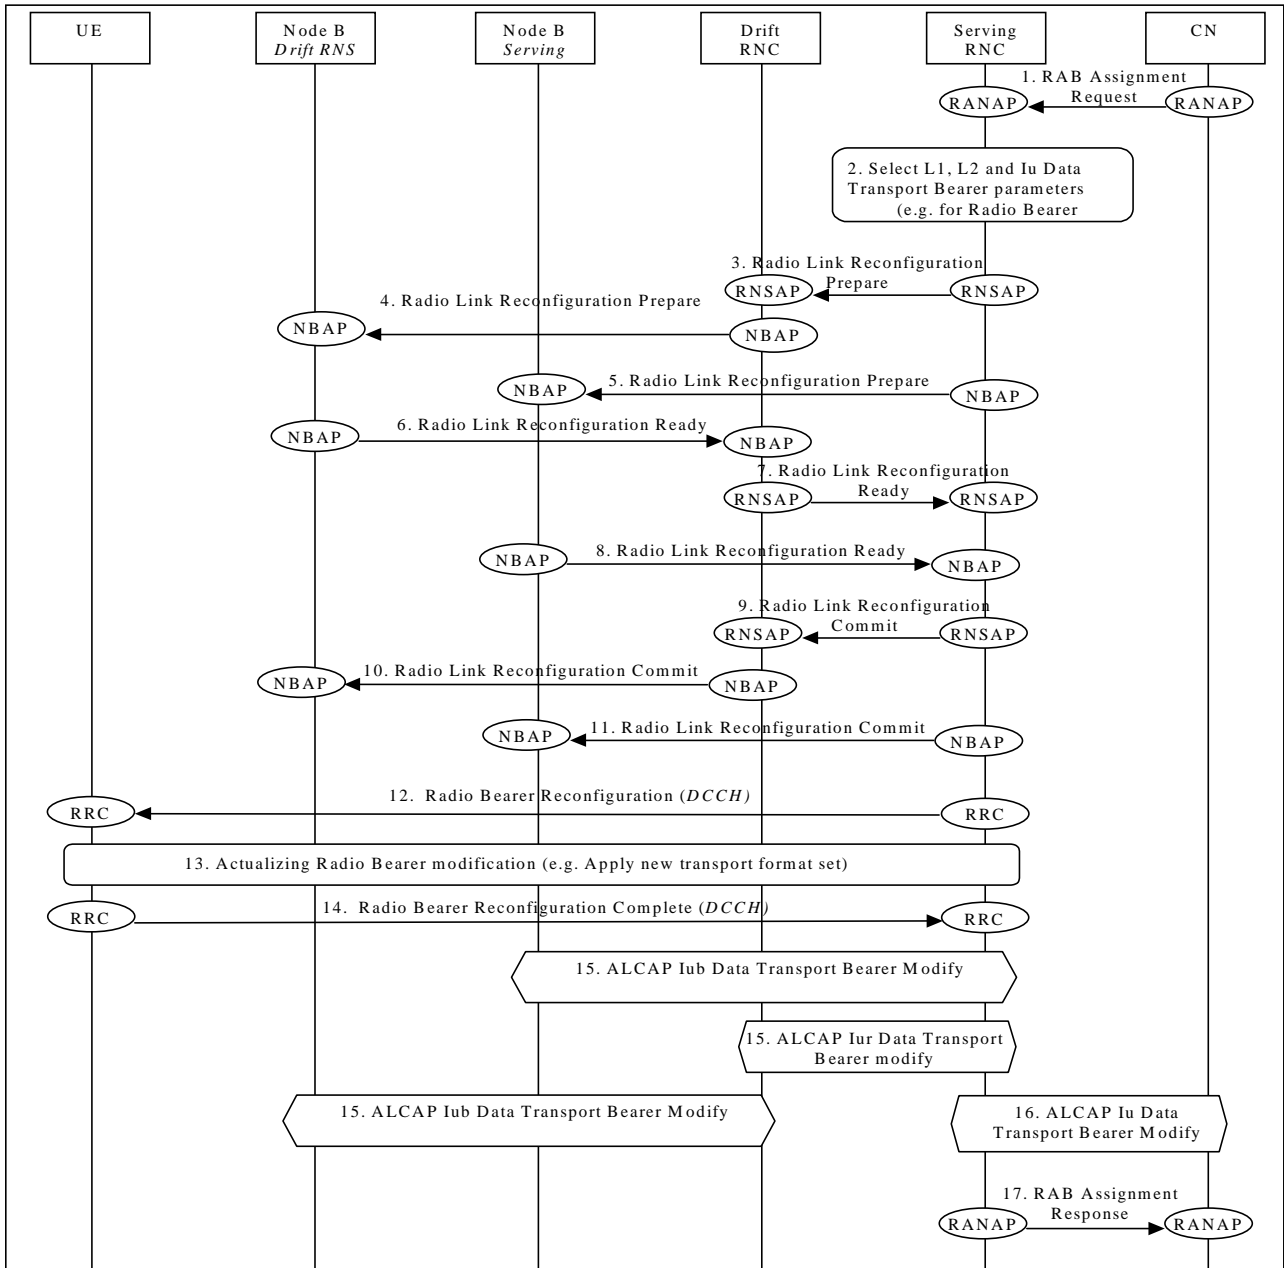 UE
Node B
Drift RNS
Node B
Serving
Drift
RNC
Serving
RNC
CN
1. RAB Assignment
Request
RANAP
RANAP
2. Select L1, L2 and Iu Data
Transport Bearer parameters
(e.g. for Radio Bearer
3. Radio Link Reconfiguration
Prepare
RNSAP
RNSAP
4. Radio Link Reconfiguration Prepare
NBAP
NBAP
5. Radio Link Reconfiguration Prepare
NBAP
NBAP
6. Radio Link Reconfiguration Ready
NBAP
NBAP
7. Radio Link Reconfiguration
Ready
RNSAP
RNSAP
8. Radio Link Reconfiguration Ready
NBAP
NBAP
9. Radio Link Reconfiguration
Commit
RNSAP
RNSAP
10. Radio Link Reconfiguration Commit
NBAP
NBAP
11. Radio Link Reconfiguration Commit
NBAP
NBAP
12. Radio Bearer Reconfiguration (DCCH)
RRC
RRC
13. Actualizing Radio Bearer modification (e.g. Apply new transport format set)
14. Radio Bearer Reconfiguration Complete (DCCH)
RRC
RRC
15. ALCAP Iub Data Transport Bearer Modify
15. ALCAP Iur Data Transport
Bearer modify
15. ALCAP Iub Data Transport Bearer Modify
16. ALCAP Iu Data
Transport Bearer Modify
17. RAB Assignment
Response
RANAP
RANAP